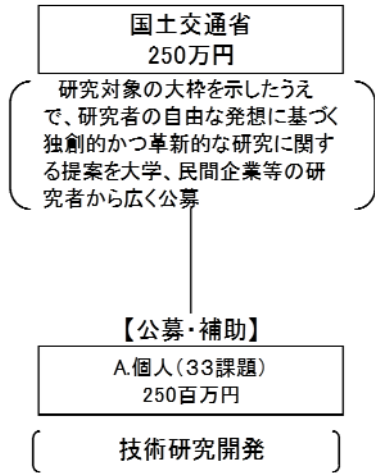 国土交通省
250万円
研究対象の大枠を示したうえ
で、研究者の自由な発想に基づく
独創的かつ革新的な研究に関す
る提案を大学、民間企業等の研
究者から広く公募
【公募・補助】
A.個人（３３課題）
250百万円
技術研究開発